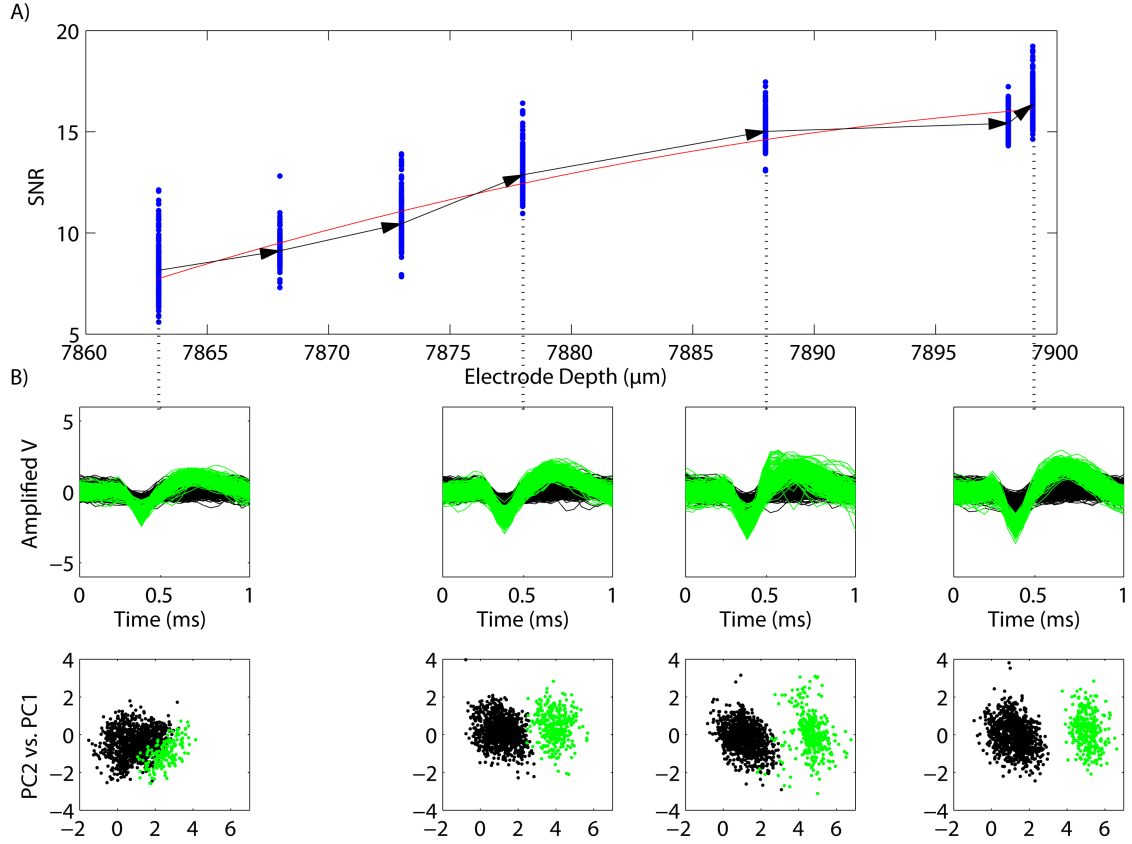 A)
20
15
10
5
SNR
7860 7865 7870 7875 7880 7885 7890 7895 7900
Electrode Depth (μm)
B)
5
0
−5
Amplified V
0 0.5 1 0 0.5 1 0 0.5 1 0 0.5 1
Time (ms) Time (ms) Time (ms) Time (ms)
4 4 4 4
2 2 2 2
0 0 0 0
−2 −2 −2 −2
−4 −4 −4 −4
PC2 vs. PC1
−2 0 2 4 6 −2 0 2 4 6 −2 0 2 4 6 −2 0 2 4 6